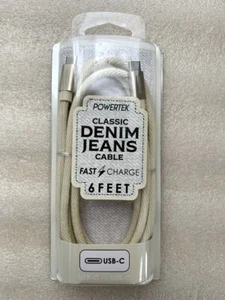 POWERTEK
CLASSIC
DENIM
JEANS
CABLE
FAST CHARGE
6 FEET
USB-C